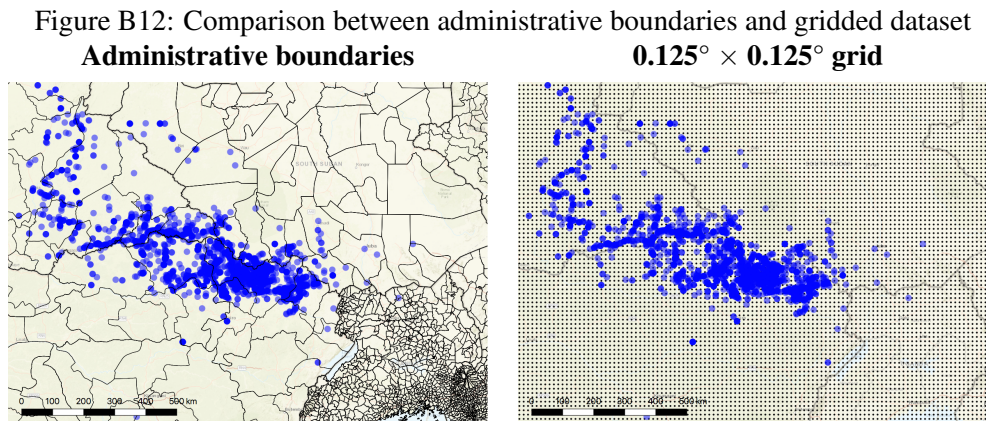 Figure B12: Comparison between administrative boundaries and gridded dataset
Administrative boundaries
0.125° × 0.125° grid
SOUTH SUDAN
0 100 200 300 400 500 km
0 100 200 300 400 500 km